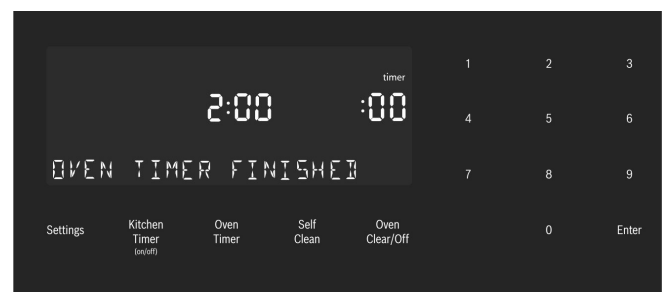 timer
2:00 :00
OVEN TIMER FINISHED
1 2 3
4 5 6
7 8 9
0 Enter
Settings
Kitchen
Timer
(on/off)
Oven
Timer
Self
Clean
Oven
Clear/Off